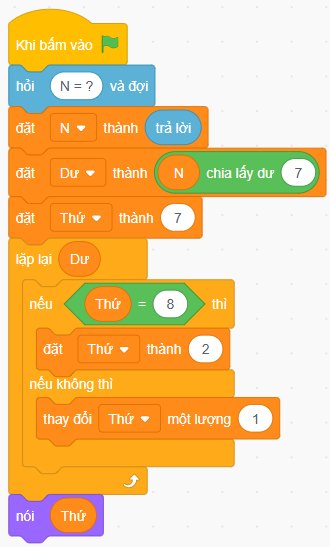 Khi bấm vào
hỏi N = ? và đợi
đặt N thành trả lời
đặt Dư thành N chia lấy dư 7
đặt Thứ thành 7
lặp lại Dư
nếu Thứ = 8 thì
đặt Thứ thành 2
nếu không thì
thay đổi Thứ một lượng 1
nói Thứ